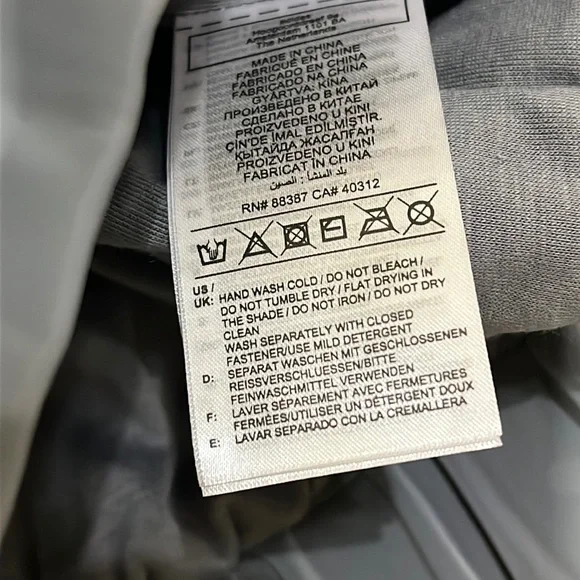 Amsterdam 1101 BA
The Netherlands
MADE IN CHINA
FABRIQUÉ EN CHINE
FABRICADO EN CHINA
FABRICADO NA CHINA
GYÁRTVA: KÍNA
ПРОИЗВЕДЕНО В КИТАЙ
СДЕЛАНО В КИТАЕ
PROIZVEDENO U KINI
ÇİN'DE İMAL EDİLMİŞTİR.
ҚЫТАЙДА ЖАСАЛҒАН
PROIZVEDENO U KINI
FABRICAT ÎN CHINA
بلد المنشأ: الصين
RN# 88387 CA# 40312
US /
UK: HAND WASH COLD / DO NOT BLEACH /
DO NOT TUMBLE DRY / FLAT DRYING IN
THE SHADE / DO NOT IRON / DO NOT DRY
CLEAN
WASH SEPARATELY WITH CLOSED
FASTENER/USE MILD DETERGENT
D: SEPARAT WASCHEN MIT GESCHLOSSENEN
REISSVERSCHLUESSEN/BITTE
FEINWASCHMITTEL VERWENDEN
F: LAVER SÉPARÉMENT AVEC FERMETURES
FERMÉES/UTILISER UN DÉTERGENT DOUX
E: LAVAR SEPARADO CON LA CREMALLERA